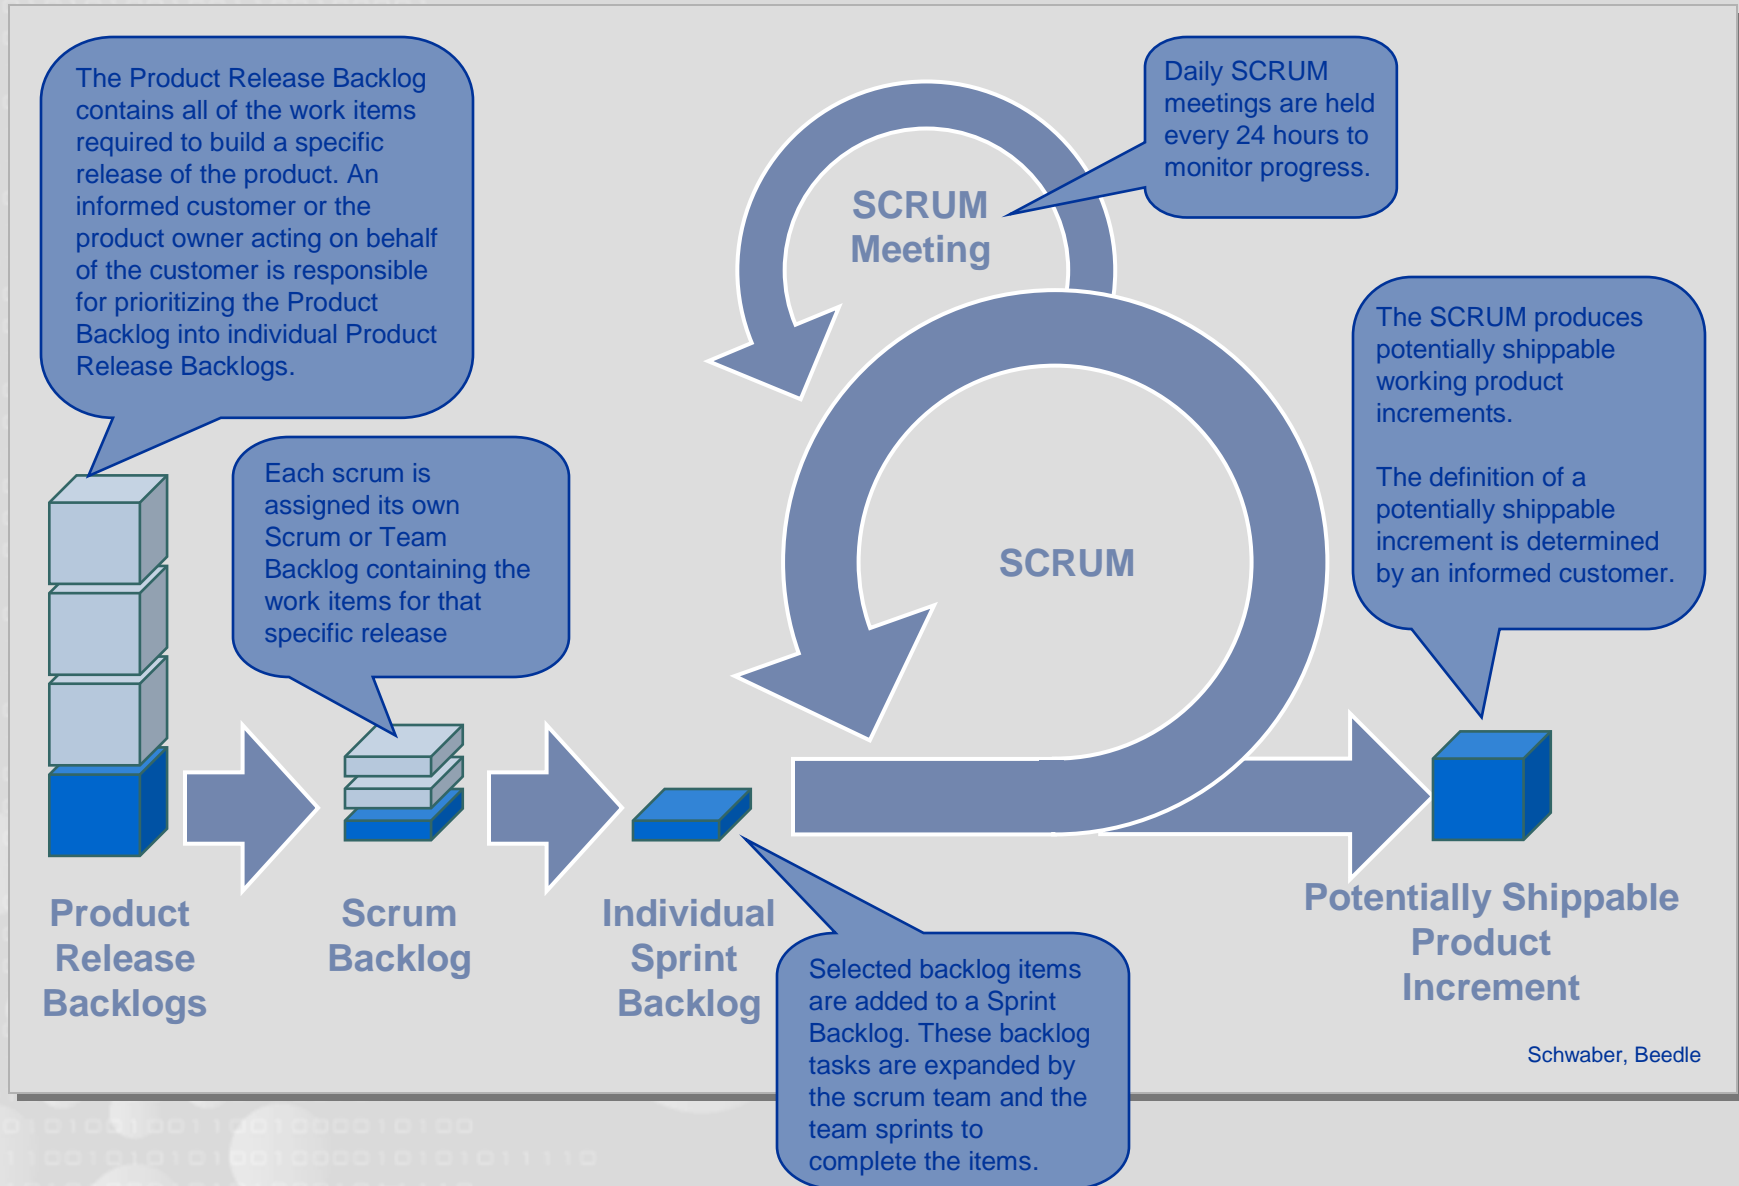 The Product Release Backlog
contains all of the work items
required to build a specific
release of the product. An
informed customer or the
product owner acting on behalf
of the customer is responsible
for prioritizing the Product
Backlog into individual Product
Release Backlogs.
Daily SCRUM
meetings are held
every 24 hours to
monitor progress.
SCRUM
Meeting
The SCRUM produces
potentially shippable
working product
increments.
The definition of a
potentially shippable
increment is determined
by an informed customer.
Each scrum is
assigned its own
Scrum or Team
Backlog containing the
work items for that
specific release
SCRUM
Product
Release
Backlogs
Scrum
Backlog
Individual
Sprint
Backlog
Potentially Shippable
Product
Increment
Selected backlog items
are added to a Sprint
Backlog. These backlog
tasks are expanded by
the scrum team and the
team sprints to
complete the items.
Schwaber, Beedle